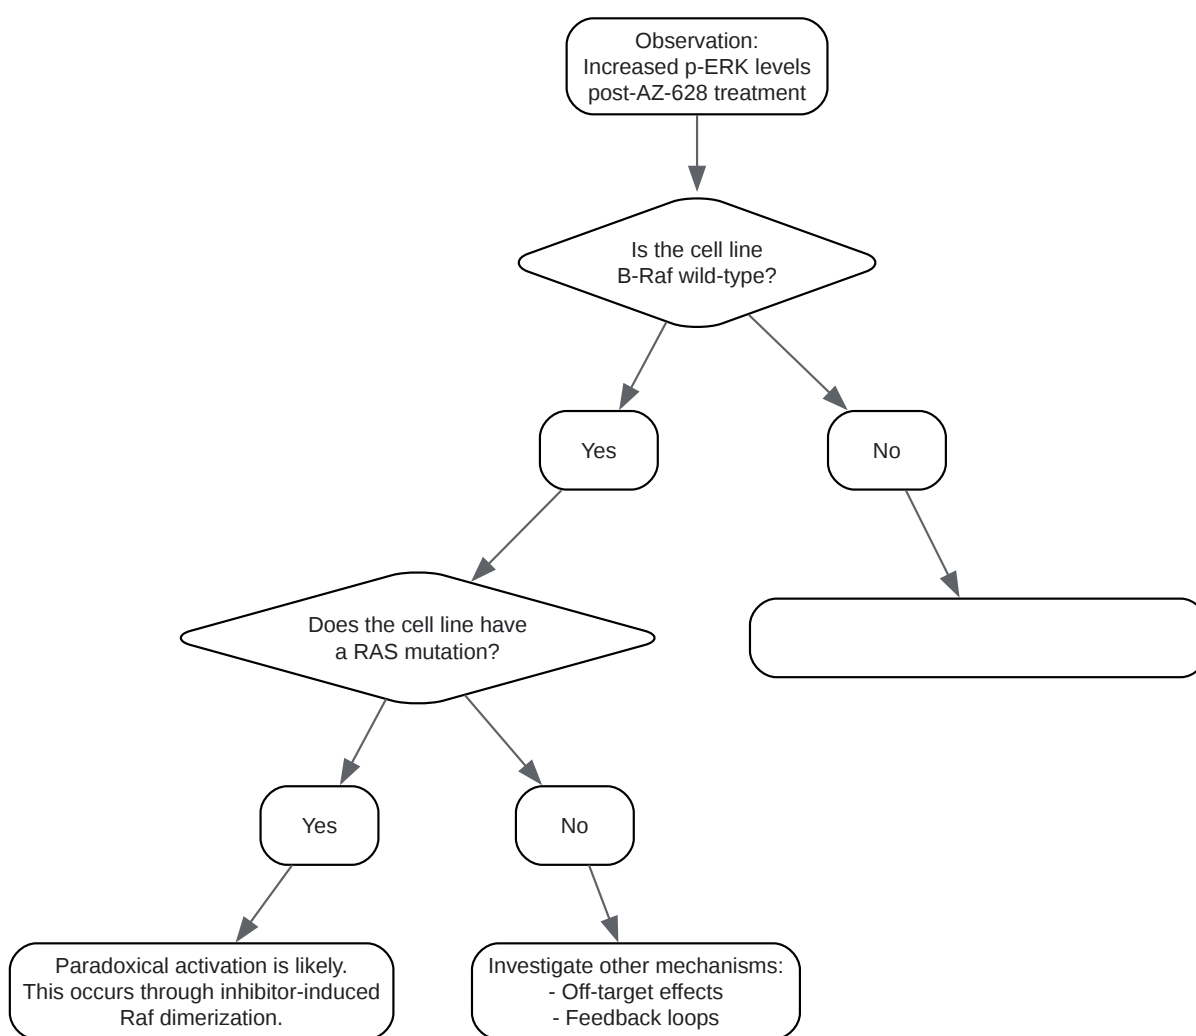 Observation:
Increased p-ERK levels
post-AZ-628 treatment
Is the cell line
B-Raf wild-type?
Yes
No
Does the cell line have
a RAS mutation?
Yes
No
Paradoxical activation is likely.
This occurs through inhibitor-induced
Raf dimerization.
Investigate other mechanisms:
- Off-target effects
- Feedback loops